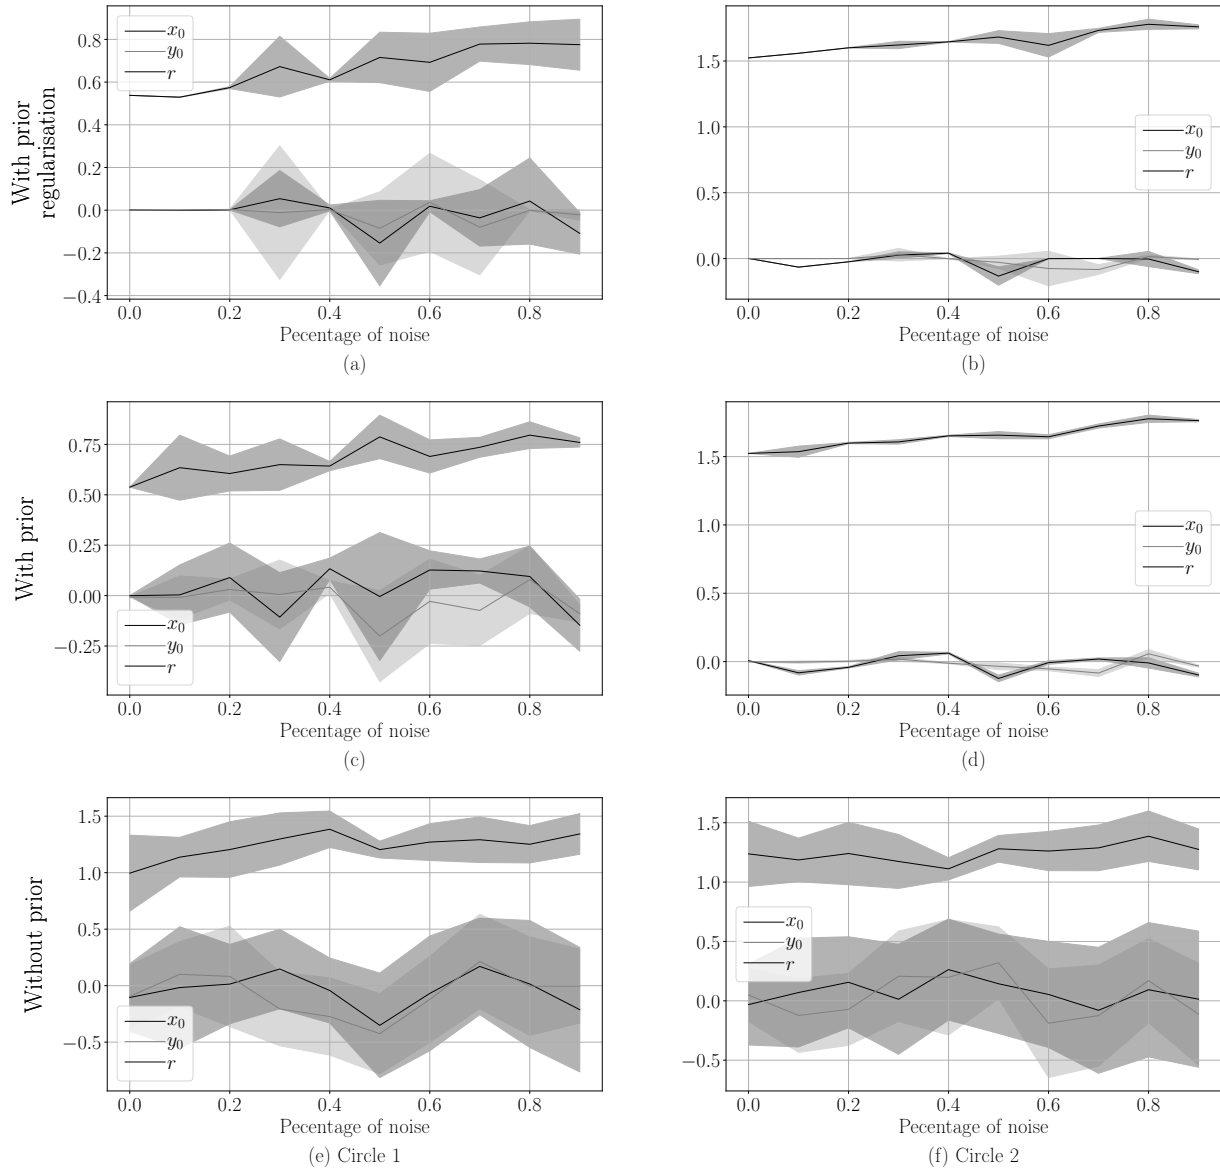 With prior
regularisation
0.8
0.6
0.4
0.2
0.0
−0.2
−0.4
x₀
y₀
r
0.0 0.2 0.4 0.6 0.8
Pecentage of noise
(a)
1.5
1.0
0.5
0.0
x₀
y₀
r
0.0 0.2 0.4 0.6 0.8
Pecentage of noise
(b)
With prior
0.75
0.50
0.25
0.00
−0.25
x₀
y₀
r
0.0 0.2 0.4 0.6 0.8
Pecentage of noise
(c)
1.5
1.0
0.5
0.0
x₀
y₀
r
0.0 0.2 0.4 0.6 0.8
Pecentage of noise
(d)
Without prior
1.5
1.0
0.5
0.0
−0.5
x₀
y₀
r
0.0 0.2 0.4 0.6 0.8
Pecentage of noise
(e) Circle 1
1.5
1.0
0.5
0.0
−0.5
x₀
y₀
r
0.0 0.2 0.4 0.6 0.8
Pecentage of noise
(f) Circle 2